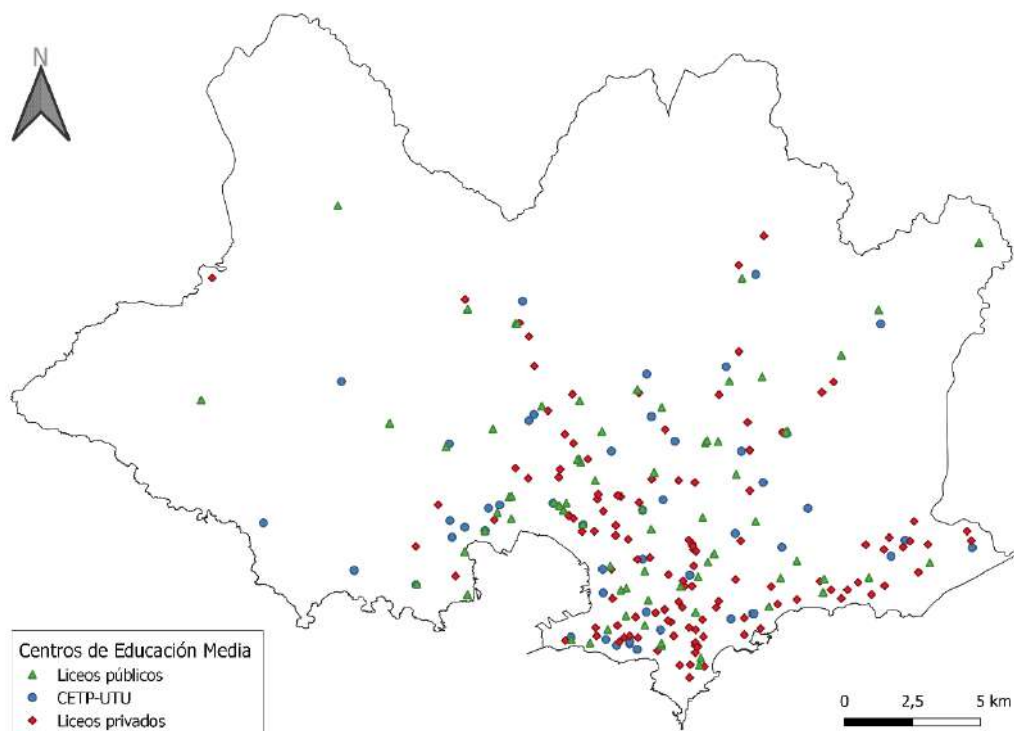 N
Centros de Educación Media
Liceos públicos
CETP-UTU
Liceos privados
0 2,5 5 km